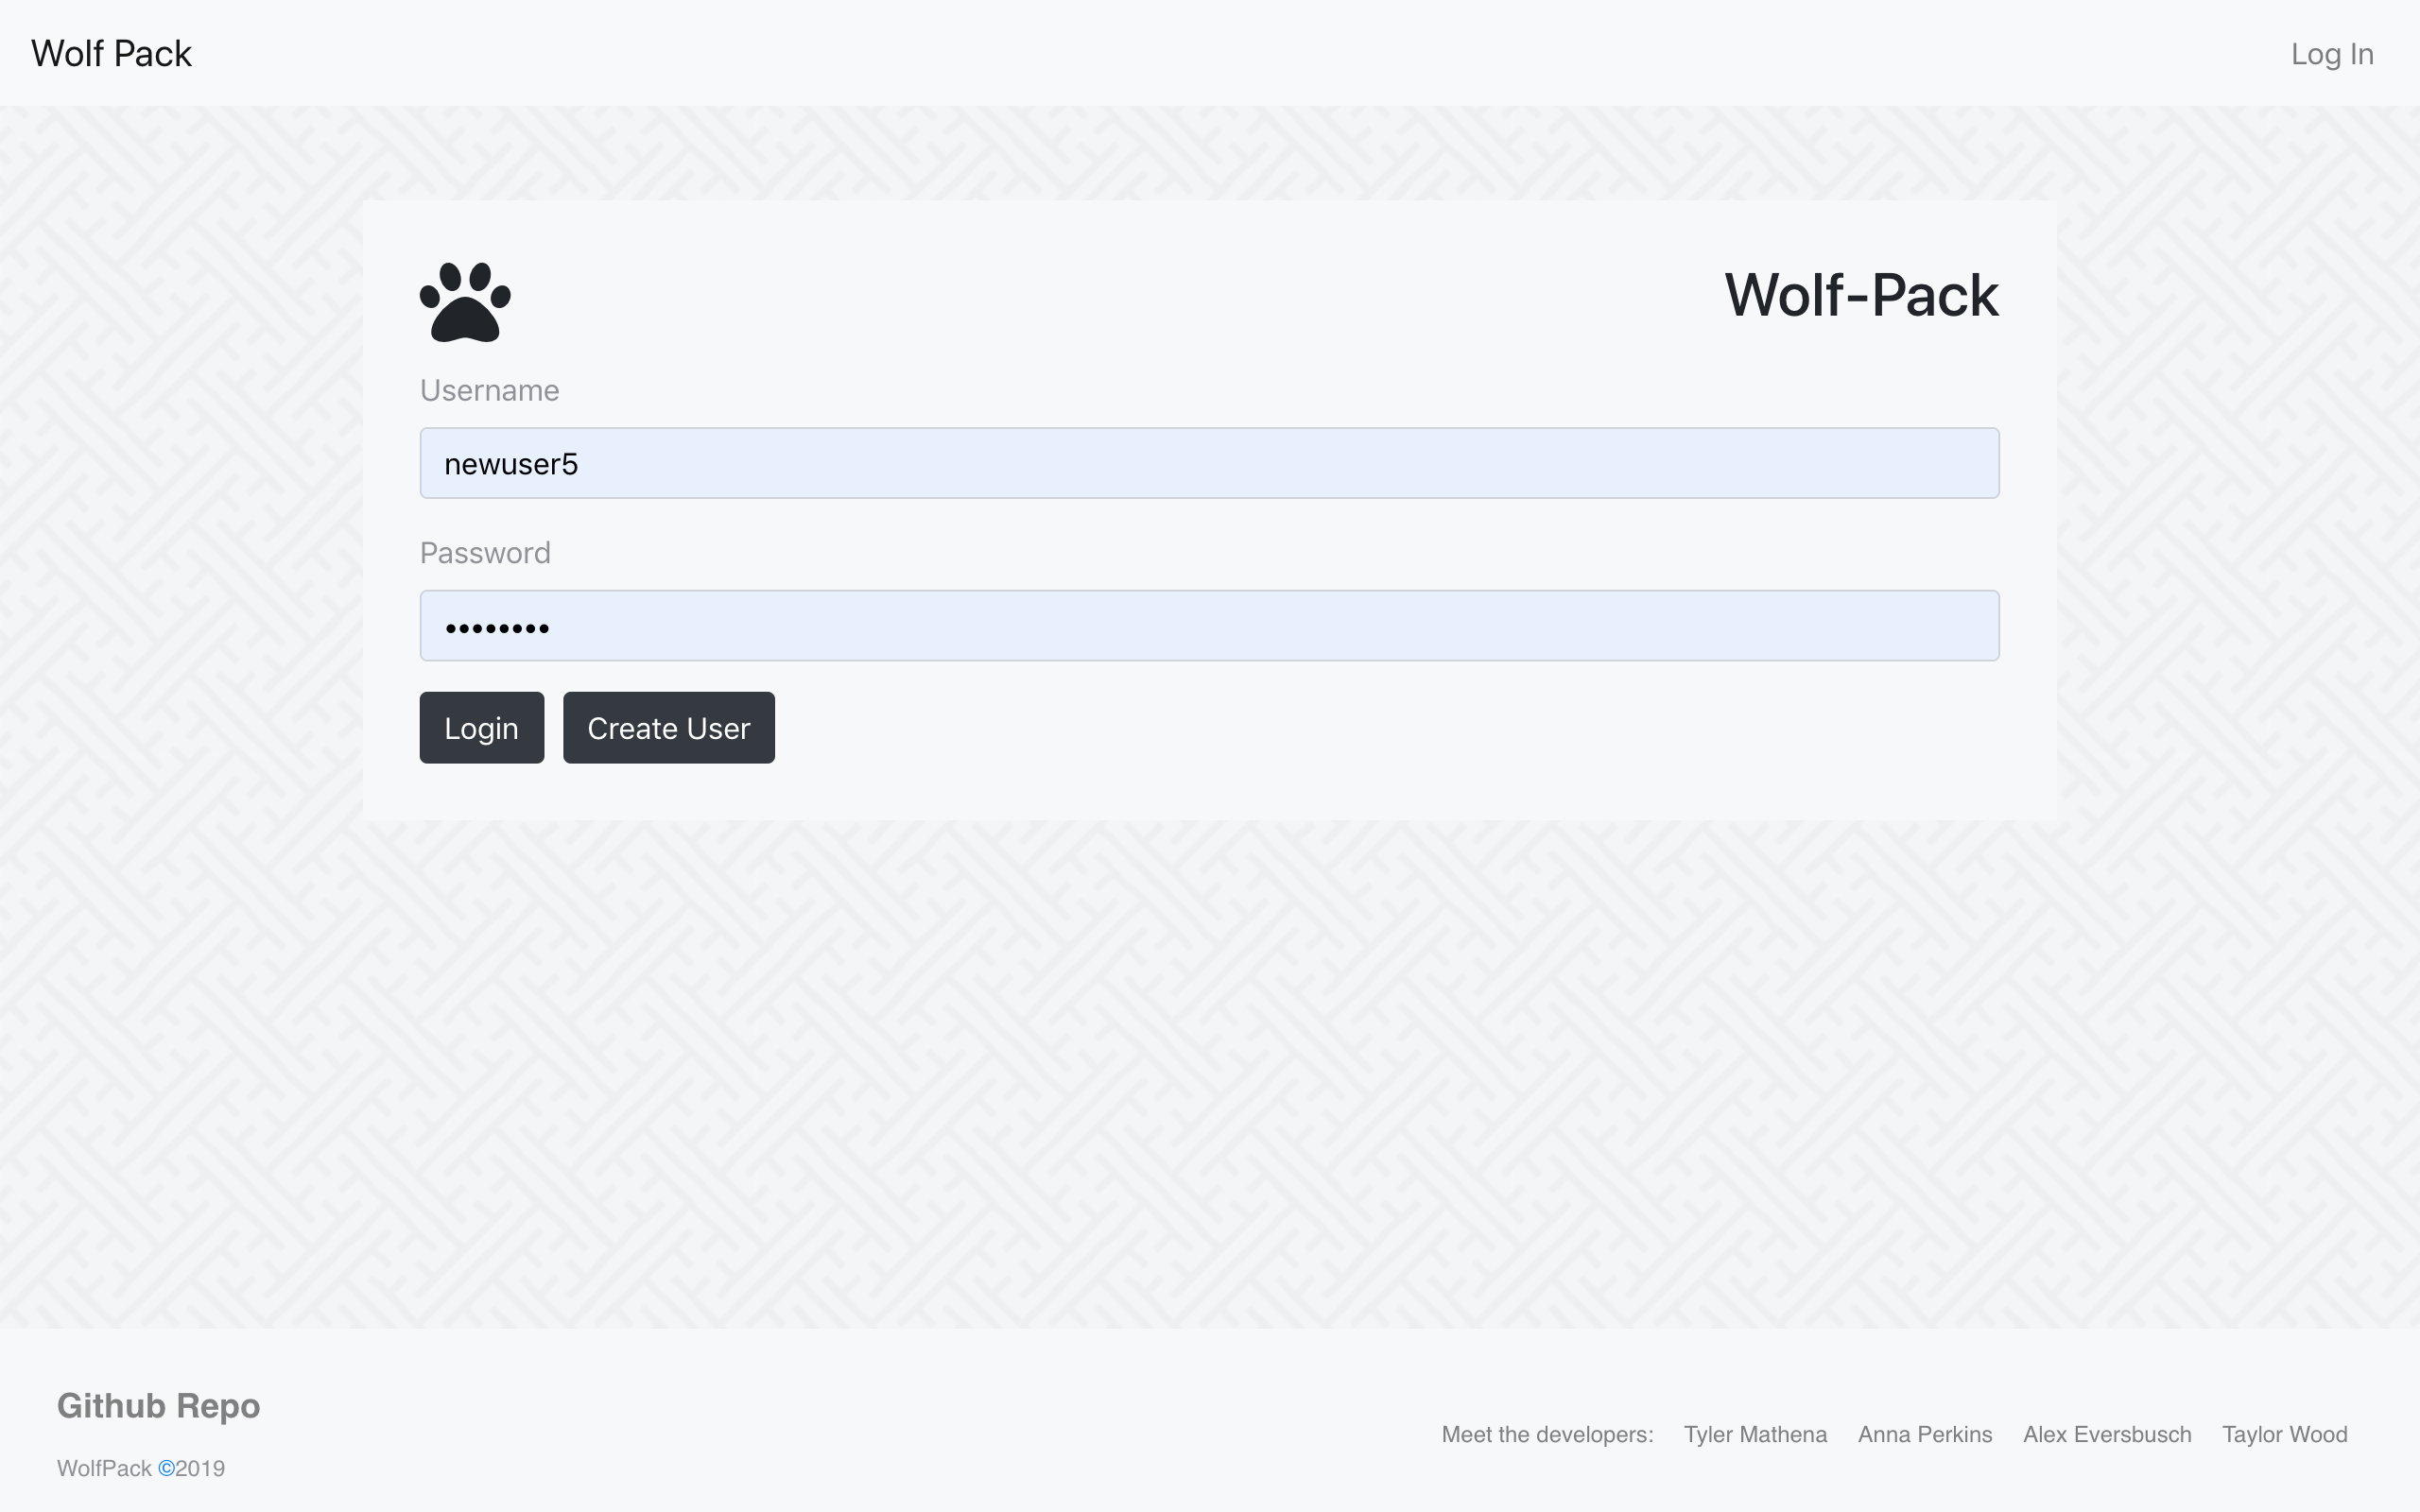 Wolf Pack
Log In
Wolf-Pack
Username
newuser5
Password
••••••••
Login
Create User
Github Repo
Meet the developers: Tyler Mathena Anna Perkins Alex Eversbusch Taylor Wood
WolfPack ©2019